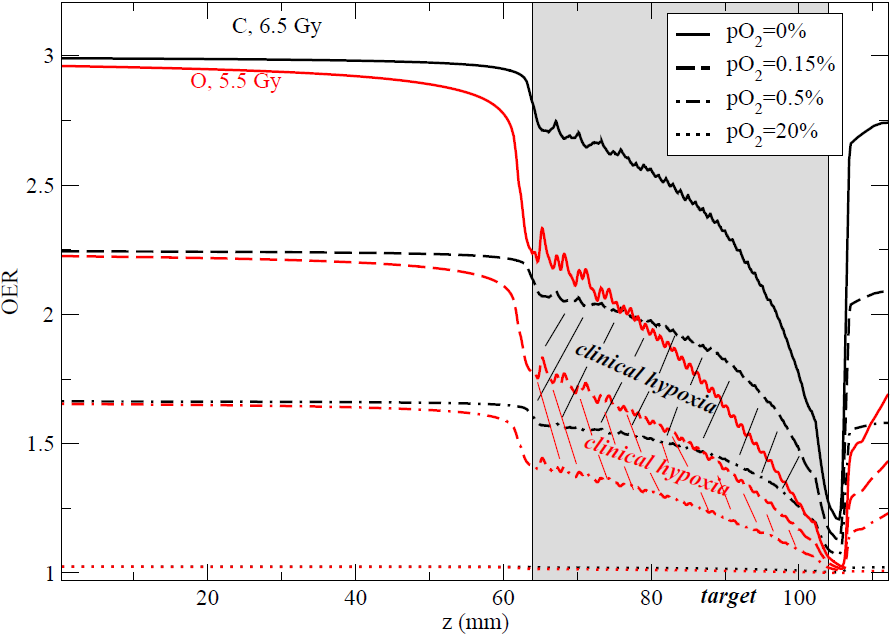 C, 6.5 Gy
O, 5.5 Gy
pO2=0%
pO2=0.15%
pO2=0.5%
pO2=20%
3
2.5
2
1.5
1
OER
clinical hypoxia
clinical hypoxia
20
40
60
80
target
100
z (mm)